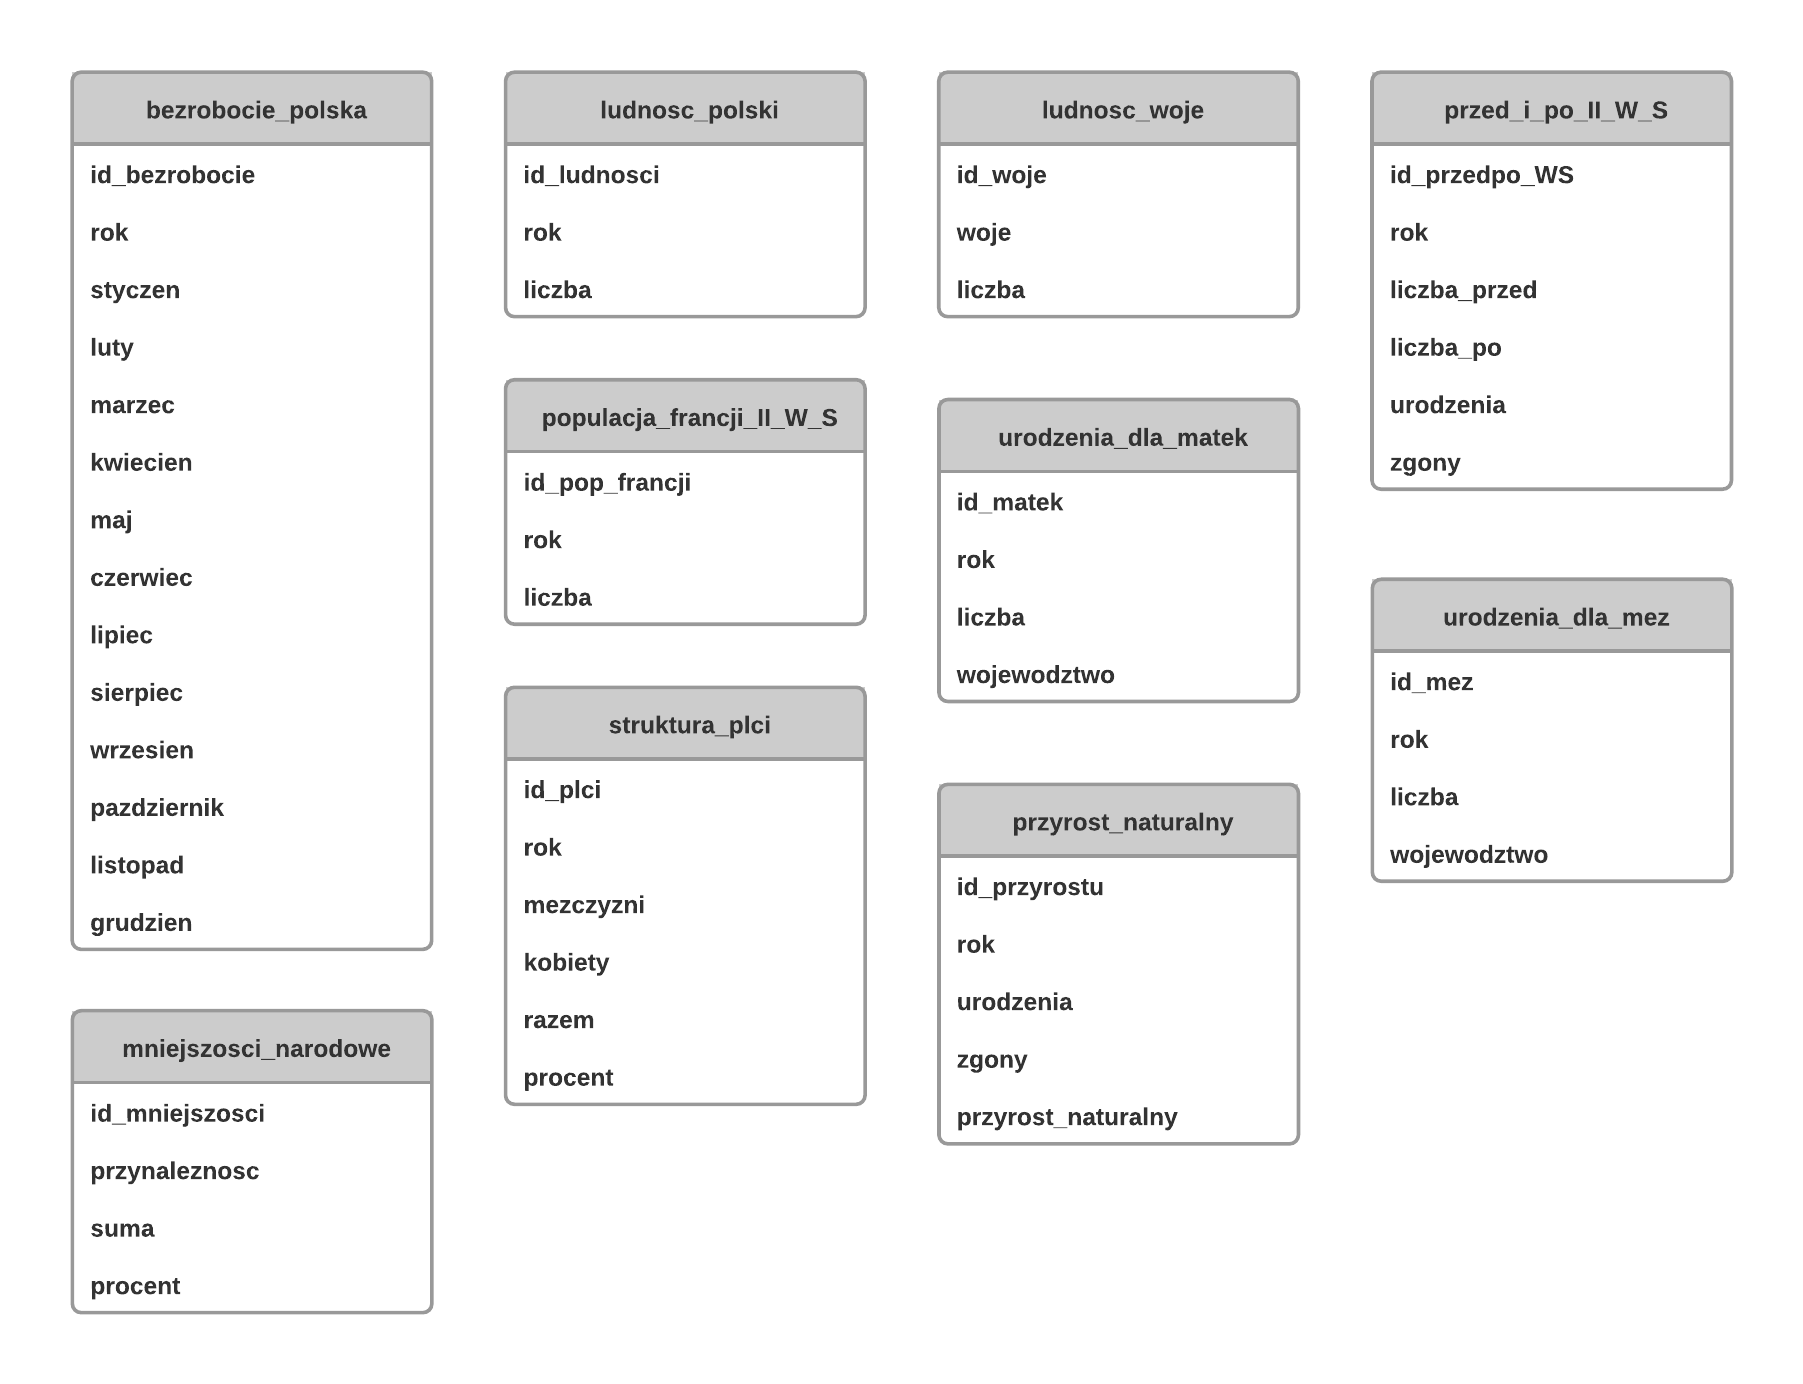 bezrobocie_polska
id_bezrobocie
rok
styczen
luty
marzec
kwiecien
maj
czerwiec
lipiec
sierpiec
wrzesien
pazdziernik
listopad
grudzien
mniejszosci_narodowe
id_mniejszosci
przynaleznosc
suma
procent
ludnosc_polski
id_ludnosci
rok
liczba
populacja_francji_II_W_S
id_pop_francji
rok
liczba
struktura_plci
id_plci
rok
mezczyzni
kobiety
razem
procent
ludnosc_woje
id_woje
woje
liczba
urodzenia_dla_matek
id_matek
rok
liczba
wojewodztwo
przyrost_naturalny
id_przyrostu
rok
urodzenia
zgony
przyrost_naturalny
przed_i_po_II_W_S
id_przedpo_WS
rok
liczba_przed
liczba_po
urodzenia
zgony
urodzenia_dla_mez
id_mez
rok
liczba
wojewodztwo